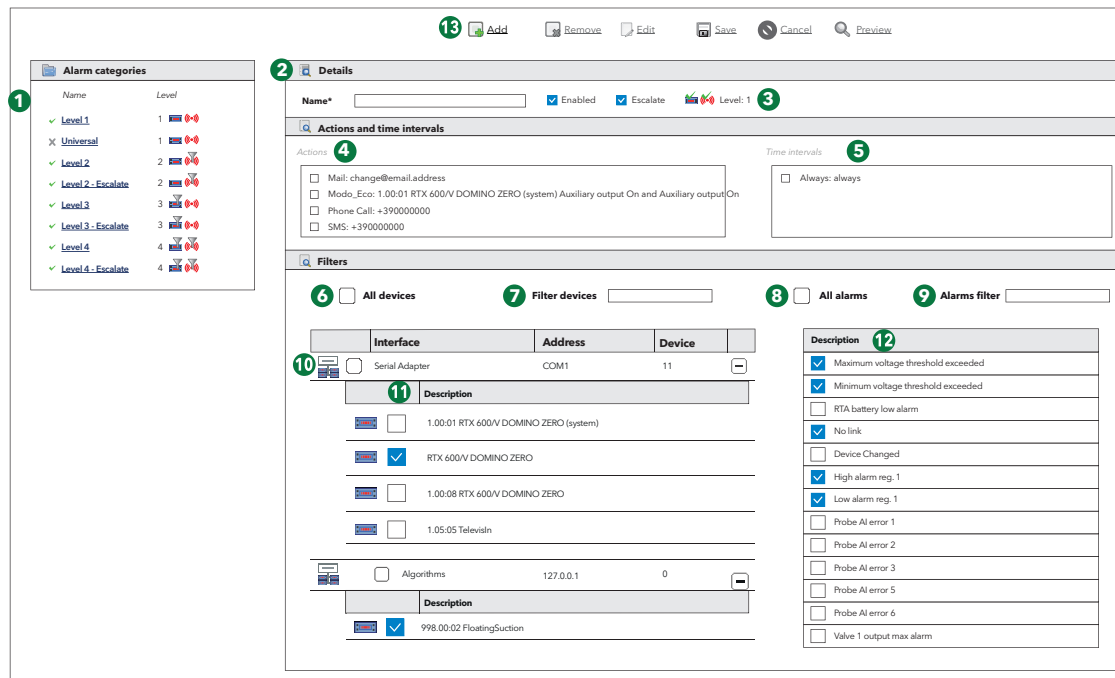 13 Add Remove Edit Save Cancel Preview
Alarm categories
1
Name Level
Level 1 1
Universal 1
Level 2 2
Level 2 - Escalate 2
Level 3 3
Level 3 - Escalate 3
Level 4 4
Level 4 - Escalate 4
2 Details
Name* Enabled Escalate Level: 1 3
Actions and time intervals
Actions 4
Mail: change@email.address
Modo_Eco: 1.00:01 RTX 600/V DOMINO ZERO (system) Auxiliary output On and Auxiliary output On
Phone Call: +390000000
SMS: +390000000
Time intervals 5
Always: always
Filters
6 All devices 7 Filter devices 8 All alarms 9 Alarms filter
Interface Address Device
10 Serial Adapter COM1 11
11 Description
1.00:01 RTX 600/V DOMINO ZERO (system)
RTX 600/V DOMINO ZERO
1.00:08 RTX 600/V DOMINO ZERO
1.05:05 TelevisIn
Algorithms 127.0.0.1 0
Description
998.00:02 FloatingSuction
Description 12
Maximum voltage threshold exceeded
Minimum voltage threshold exceeded
RTA battery low alarm
No link
Device Changed
High alarm reg. 1
Low alarm reg. 1
Probe AI error 1
Probe AI error 2
Probe AI error 3
Probe AI error 5
Probe AI error 6
Valve 1 output max alarm